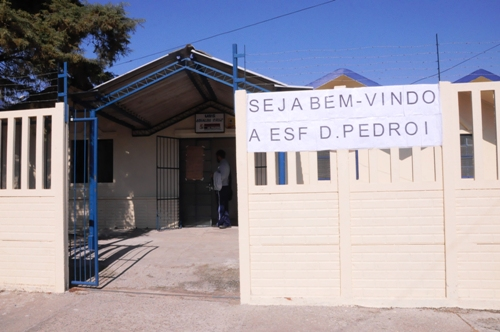 SEJA BEM-VINDO
A ESF D.PEDRO I